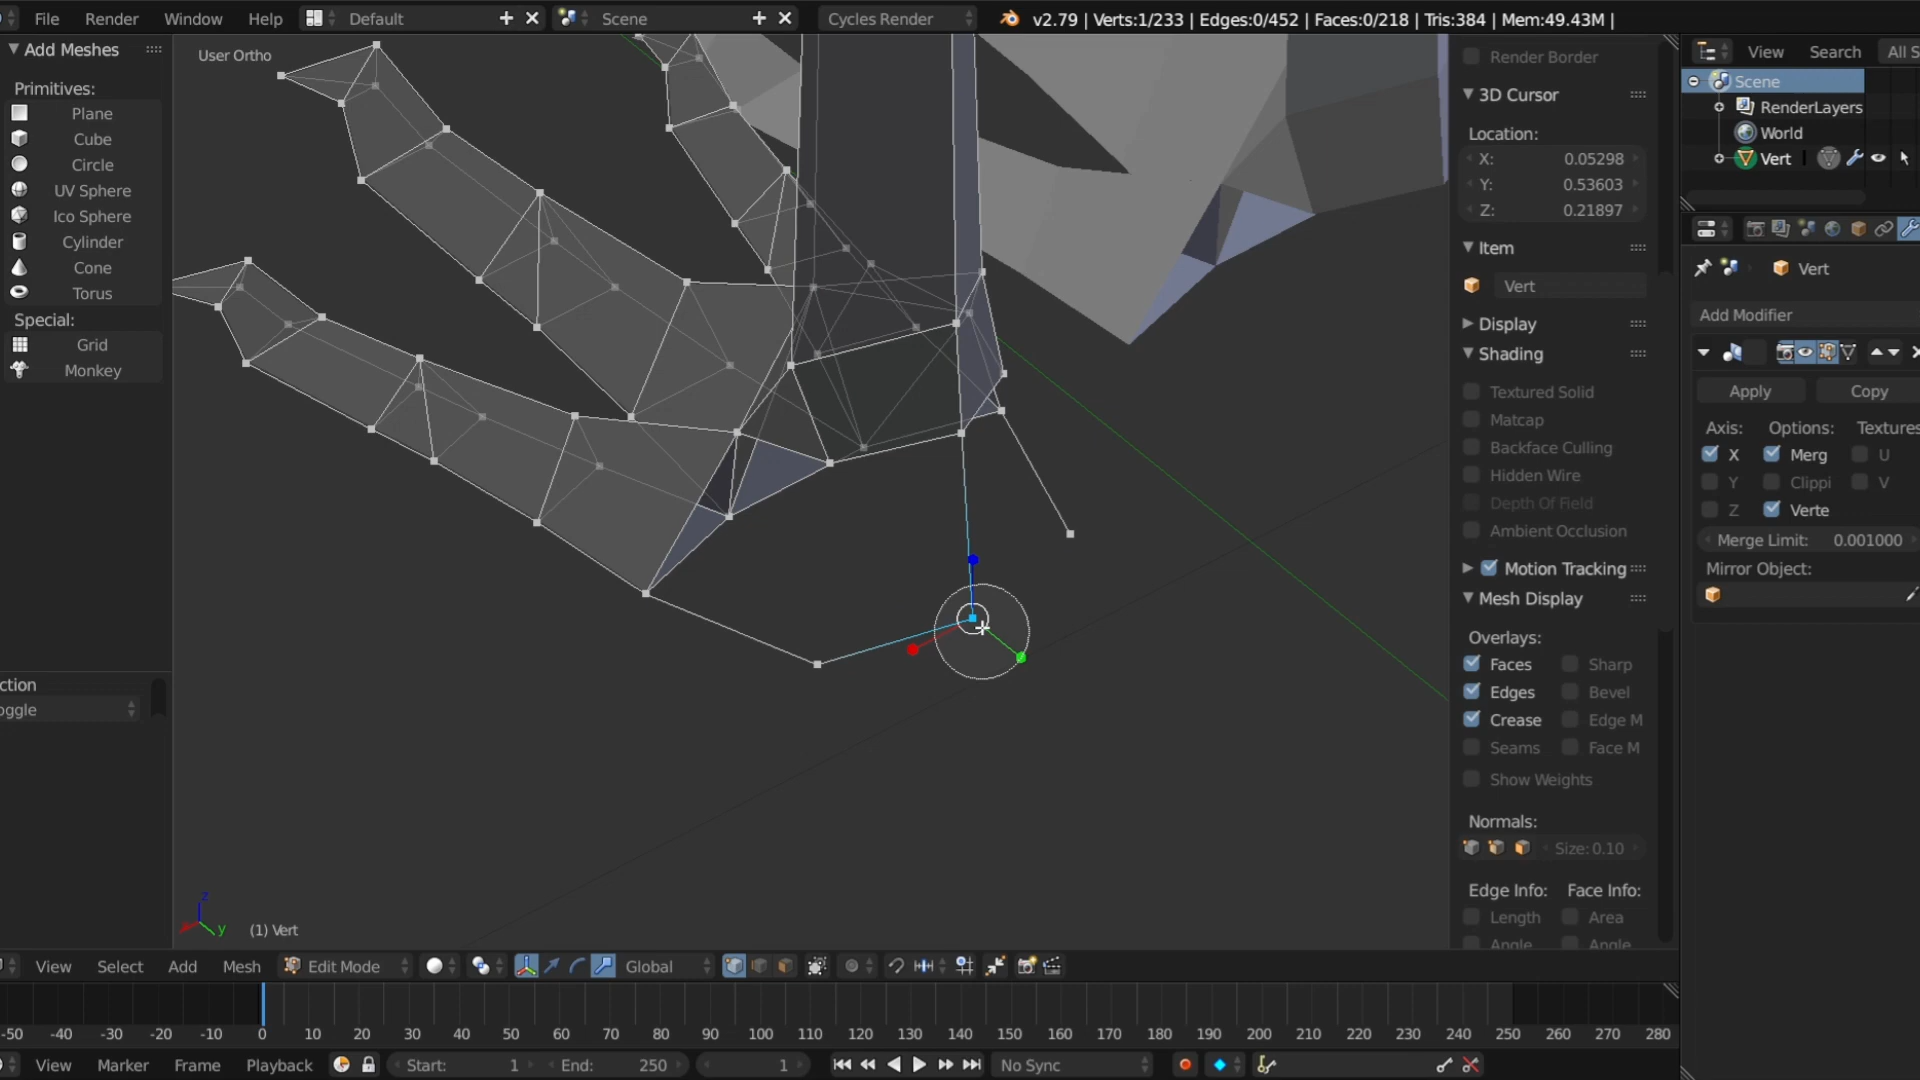 File Render Window Help Default Scene Cycles Render v2.79 | Verts:1/233 | Edges:0/452 | Faces:0/218 | Tris:384 | Mem:49.43M |
Add Meshes
Primitives:
Plane
Cube
Circle
UV Sphere
Ico Sphere
Cylinder
Cone
Torus
Special:
Grid
Monkey
ction
oggle
User Ortho
z
y
(1) Vert
Render Border
3D Cursor
Location:
X: 0.05298
Y: 0.53603
Z: 0.21897
Item
Vert
Display
Shading
Textured Solid
Matcap
Backface Culling
Hidden Wire
Depth Of Field
Ambient Occlusion
Motion Tracking
Mesh Display
Overlays:
Faces Sharp
Edges Bevel
Crease Edge M
Seams Face M
Show Weights
Normals:
Size: 0.10
Edge Info: Face Info:
Length Area
Angle Angle
View Search All S
Scene
RenderLayers
World
Vert
Vert
Add Modifier
Apply Copy
Axis: Options: Textures
X Merg U
Y Clippi V
Z Verte
Merge Limit: 0.001000
Mirror Object:
View Select Add Mesh Edit Mode Global
-50 -40 -30 -20 -10 0 10 20 30 40 50 60 70 80 90 100 110 120 130 140 150 160 170 180 190 200 210 220 230 240 250 260 270 280
View Marker Frame Playback Start: 1 End: 250 1 No Sync